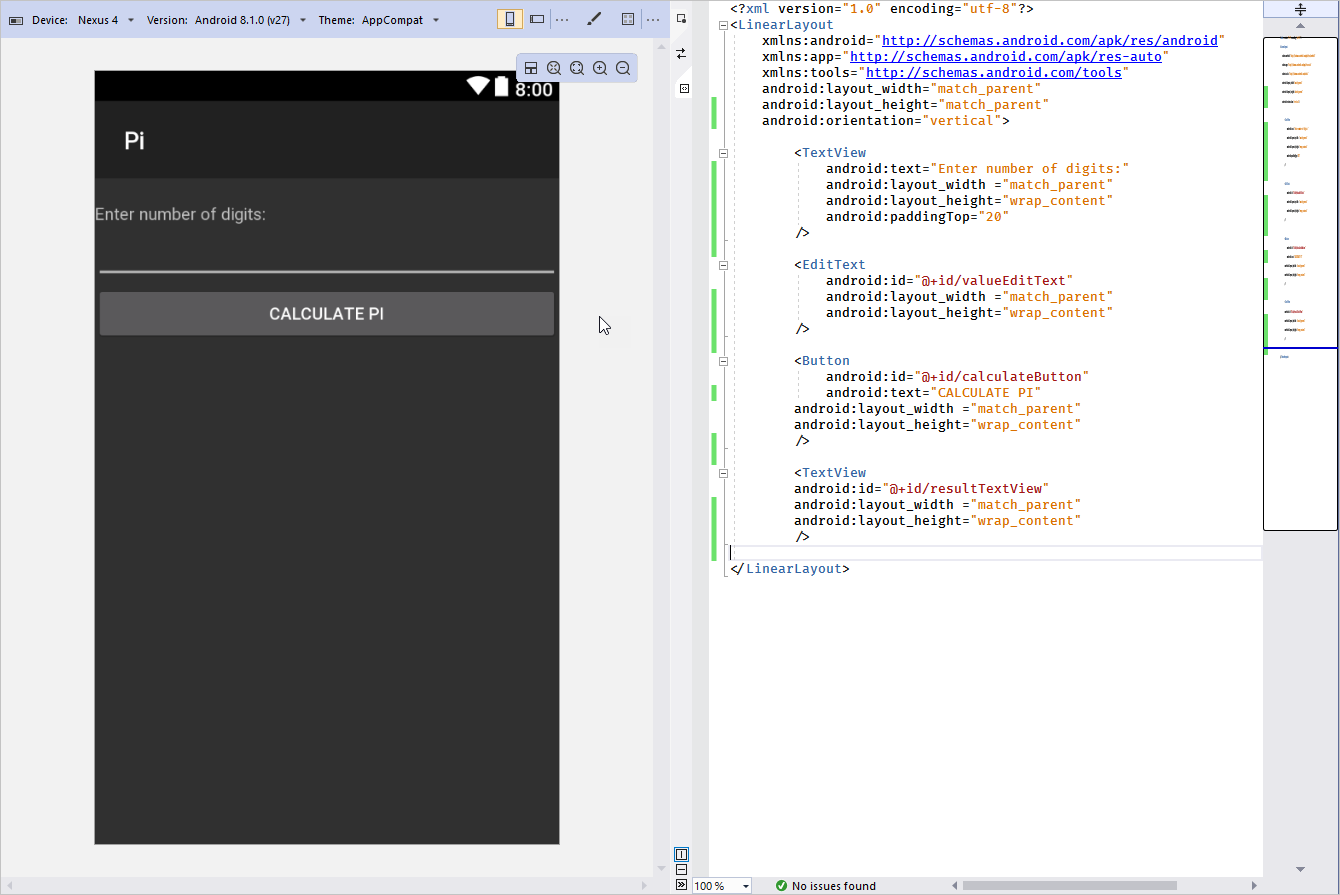 Device: Nexus 4 Version: Android 8.1.0 (v27) Theme: AppCompat
8:00
Pi
Enter number of digits:
CALCULATE PI
<?xml version="1.0" encoding="utf-8"?>
<LinearLayout
xmlns:android="http://schemas.android.com/apk/res/android"
xmlns:app="http://schemas.android.com/apk/res-auto"
xmlns:tools="http://schemas.android.com/tools"
android:layout_width="match_parent"
android:layout_height="match_parent"
android:orientation="vertical">
<TextView
android:text="Enter number of digits:"
android:layout_width ="match_parent"
android:layout_height="wrap_content"
android:paddingTop="20"
/>
<EditText
android:id="@+id/valueEditText"
android:layout_width ="match_parent"
android:layout_height="wrap_content"
/>
<Button
android:id="@+id/calculateButton"
android:text="CALCULATE PI"
android:layout_width ="match_parent"
android:layout_height="wrap_content"
/>
<TextView
android:id="@+id/resultTextView"
android:layout_width ="match_parent"
android:layout_height="wrap_content"
/>
</LinearLayout>
100 % No issues found